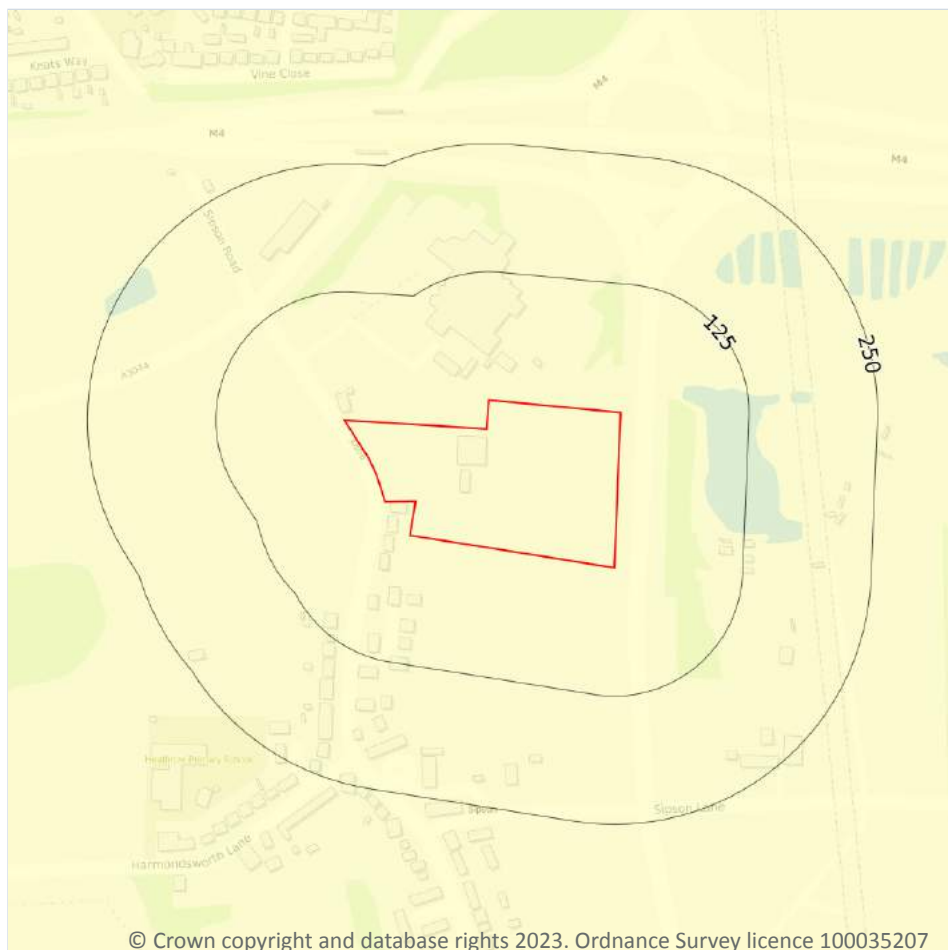 Knots Way
Vine Close
M4
M4
M4
Sipson Road
125
250
A3044
Heathrow Primary School
Sipson
Sipson Lane
Harmondsworth Lane
© Crown copyright and database rights 2023. Ordnance Survey licence 100035207